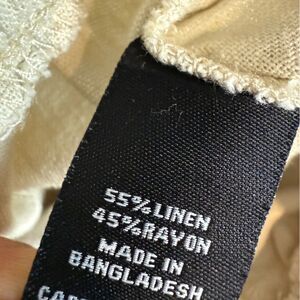 55% LINEN
45% RAYON
MADE IN
BANGLADESH